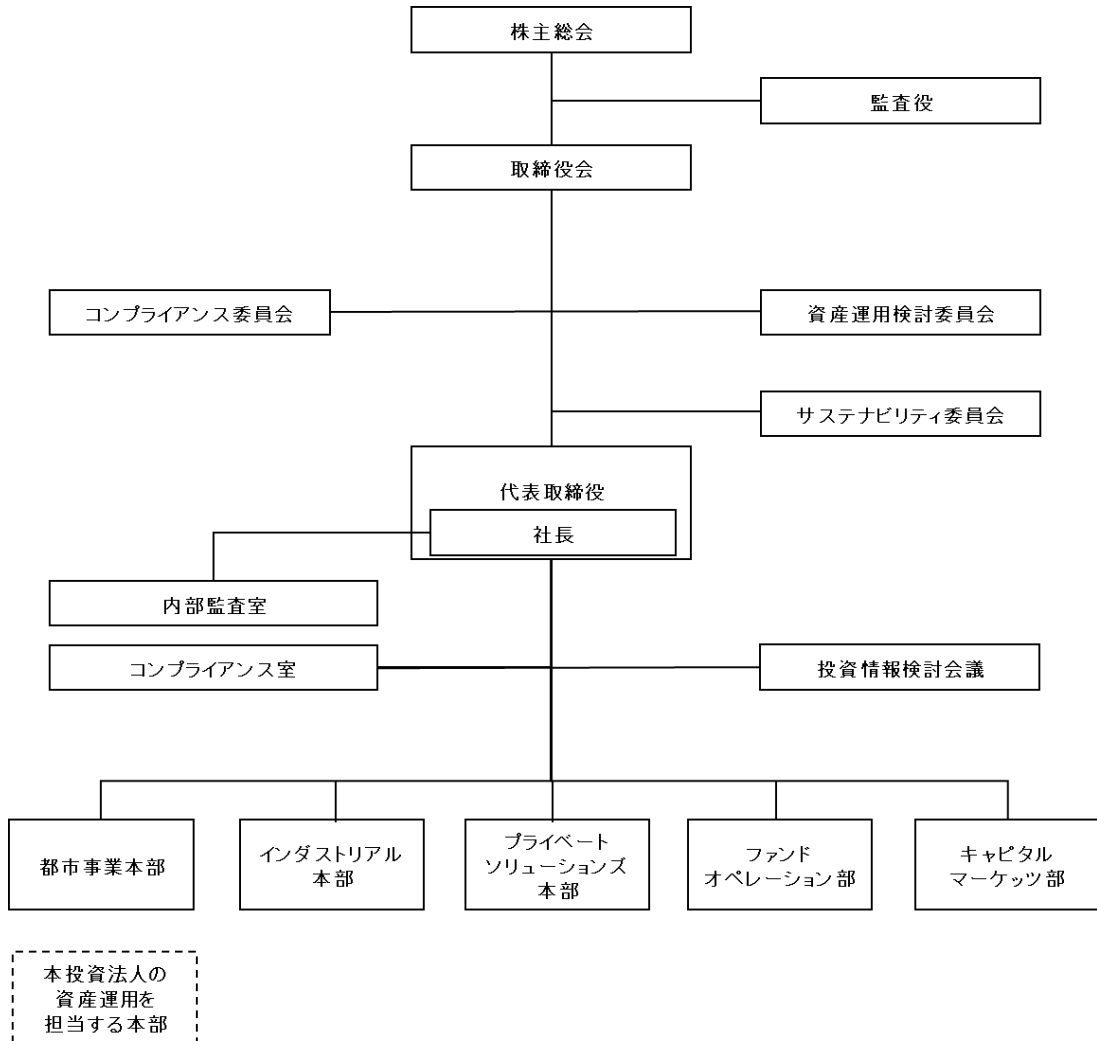 株主総会
監査役
取締役会
コンプライアンス委員会
資産運用検討委員会
サステナビリティ委員会
代表取締役
社長
内部監査室
コンプライアンス室
投資情報検討会議
都市事業本部
インダストリアル
本部
プライベート
ソリューションズ
本部
ファンド
オペレーション部
キャピタル
マーケッツ部
本投資法人の
資産運用を
担当する本部